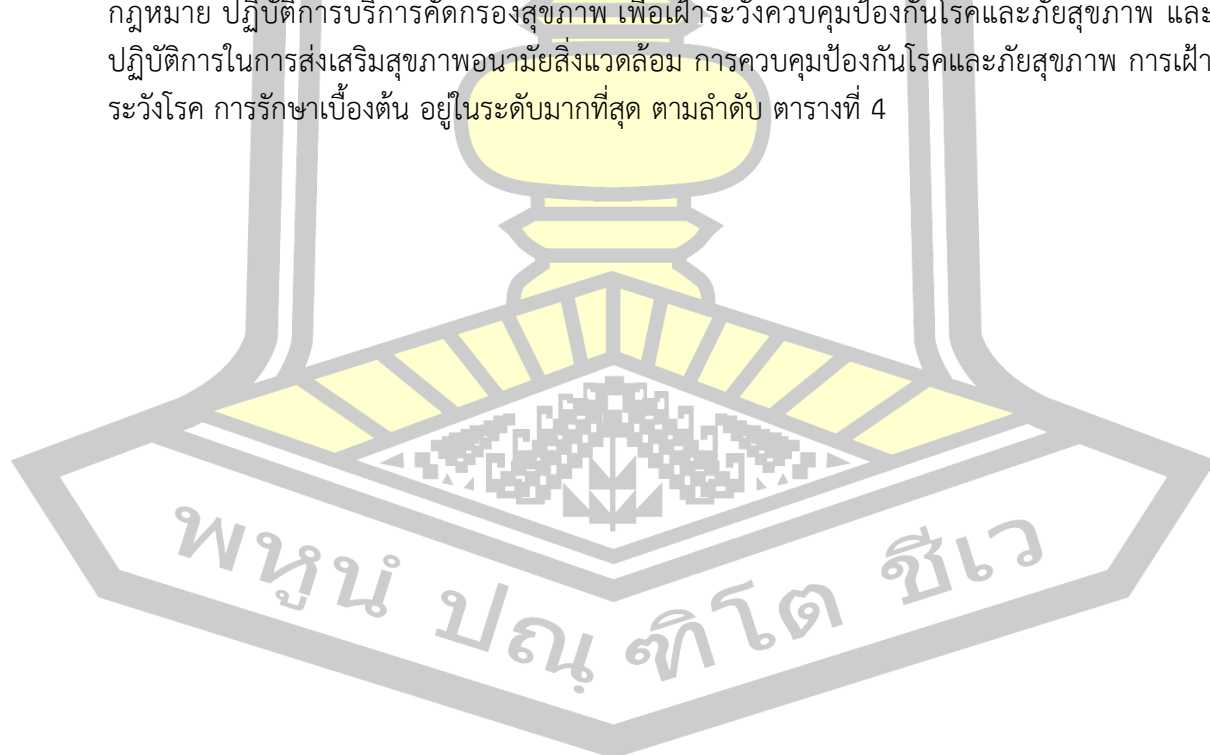 กฎหมาย ปฏิบัติการบริการคัดกรองสุขภาพ เพื่อเฝ้าระวังควบคุมป้องกันโรคและภัยสุขภาพ และ
ปฏิบัติการในการส่งเสริมสุขภาพอนามัยสิ่งแวดล้อม การควบคุมป้องกันโรคและภัยสุขภาพ การเฝ้า
ระวังโรค การรักษาเบื้องต้น อยู่ในระดับมากที่สุด ตามลำดับ ตารางที่ 4
พหูนํ ปณฺฑิโต ชีเว